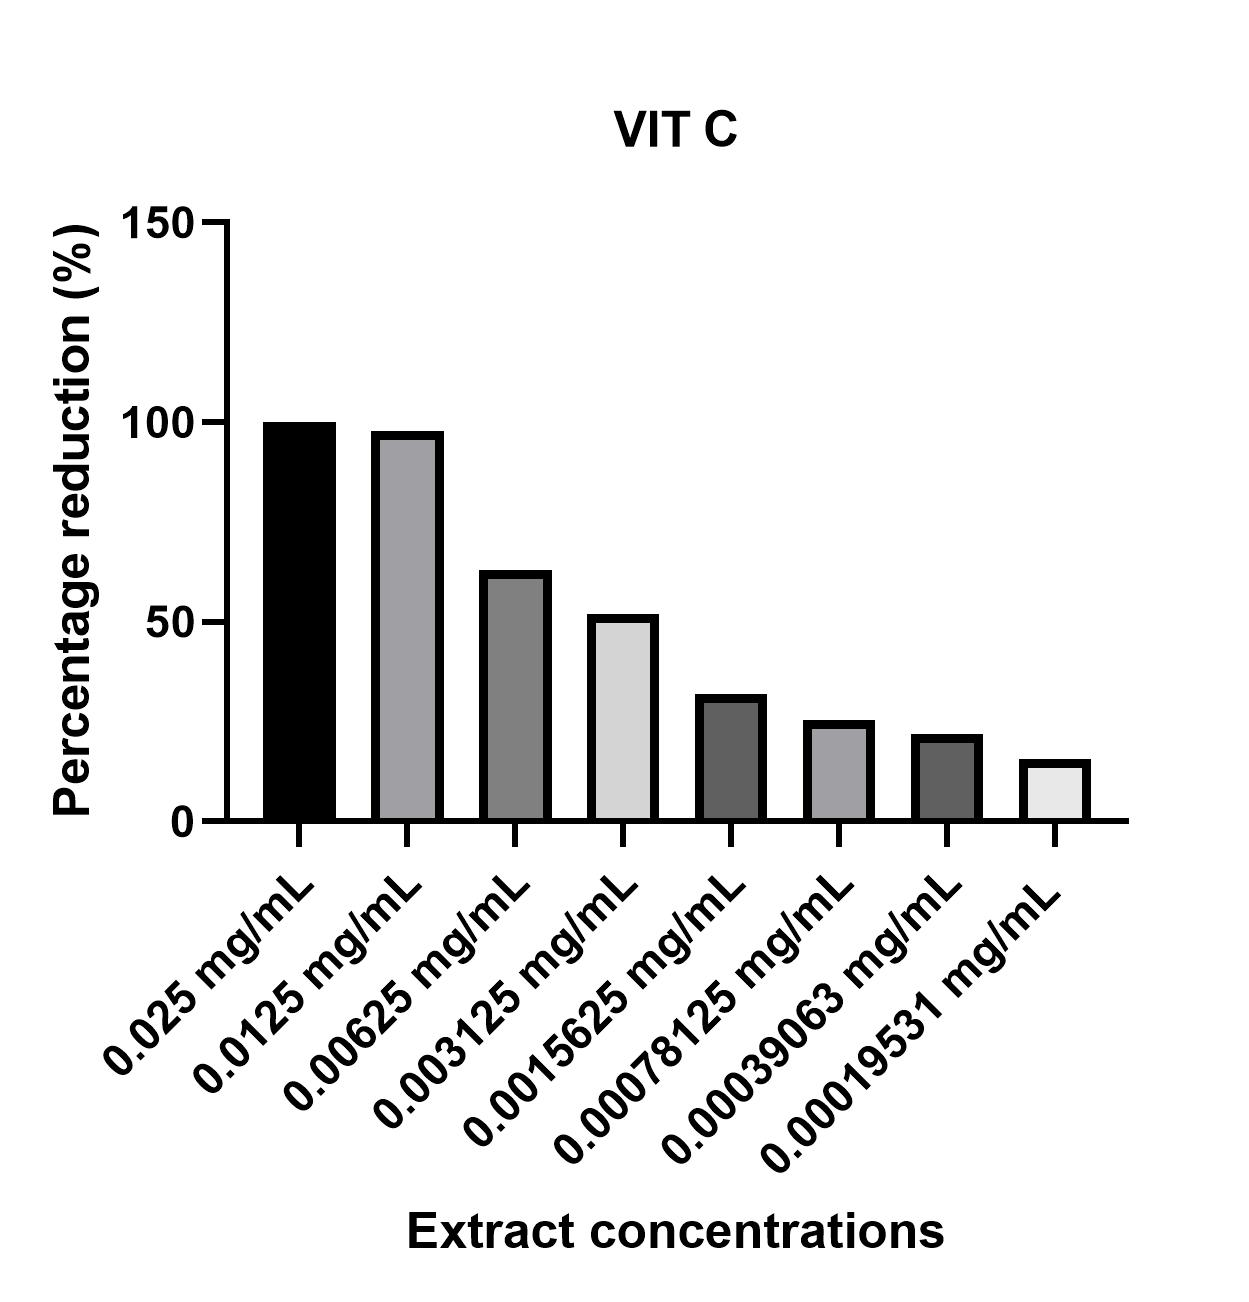 VIT C
Percentage reduction (%)
150
100
50
0
0.025 mg/mL
0.0125 mg/mL
0.00625 mg/mL
0.003125 mg/mL
0.0015625 mg/mL
0.00078125 mg/mL
0.00039063 mg/mL
0.00019531 mg/mL
Extract concentrations